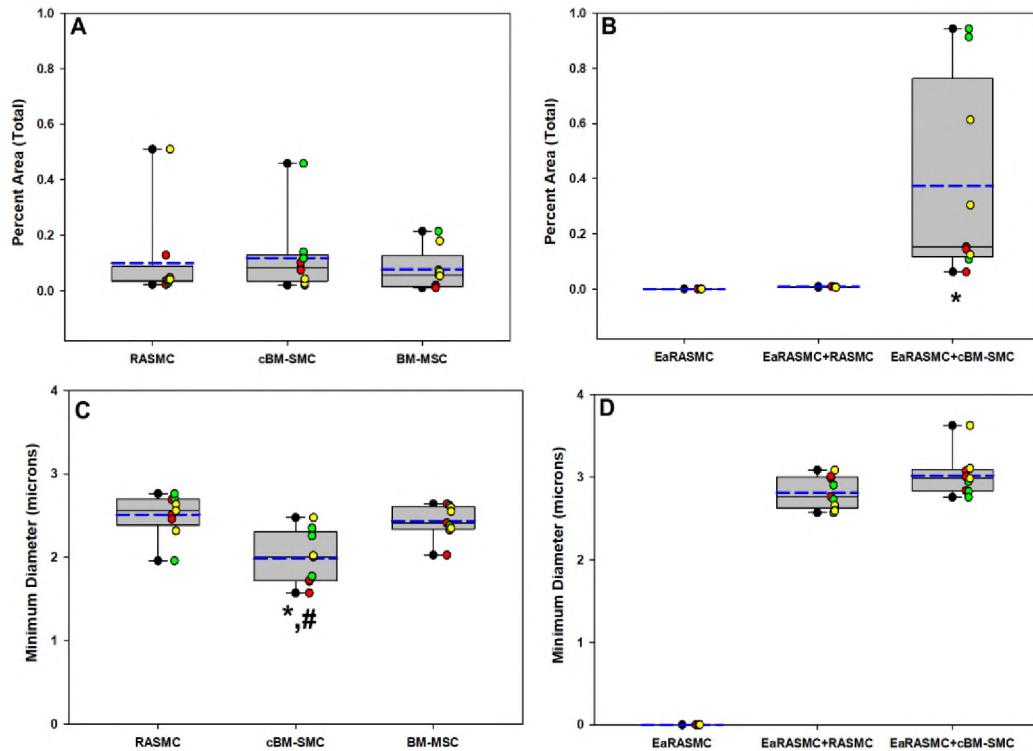 A
Percent Area (Total)
1.0
0.8
0.6
0.4
0.2
0.0
RASMC cBM-SMC BM-MSC
B
Percent Area (Total)
1.0
0.8
0.6
0.4
0.2
0.0
*
EaRASMC EaRASMC+RASMC EaRASMC+cBM-SMC
C
Minimum Diameter (microns)
4
3
2
1
0
*,#
RASMC cBM-SMC BM-MSC
D
Minimum Diameter (microns)
4
3
2
1
0
EaRASMC EaRASMC+RASMC EaRASMC+cBM-SMC